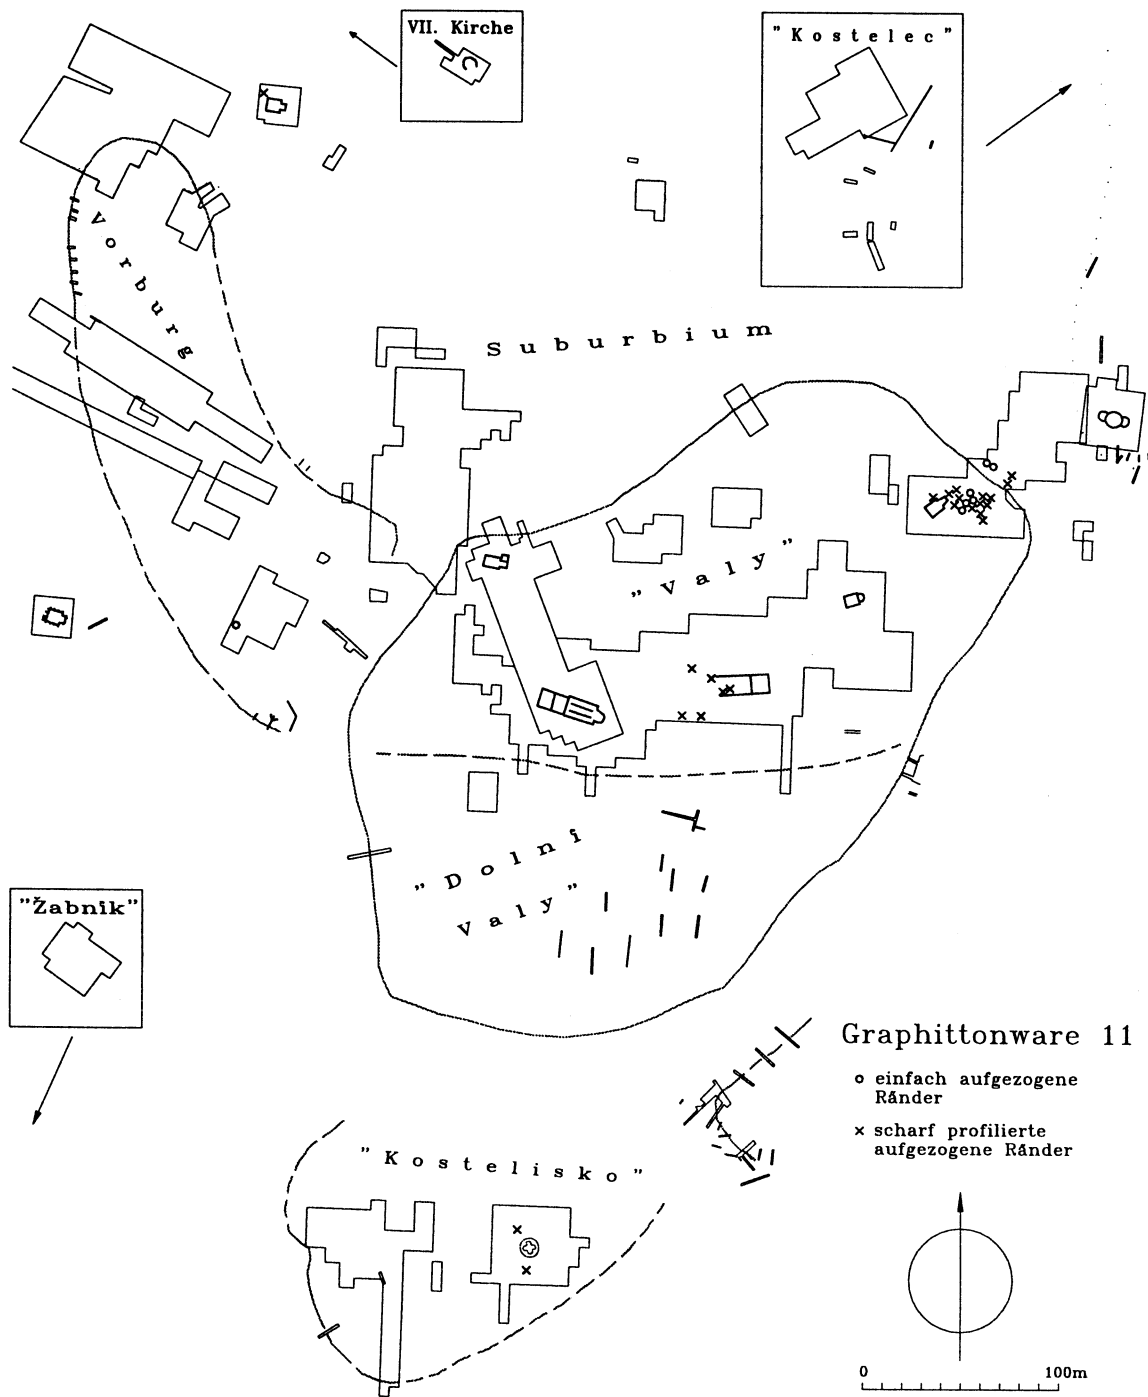 VII. Kirche
"Kostelec"
Vorburg
Suburbium
"Valy"
"Dolní
Valy"
"Žabník"
Graphittonware 11
o einfach aufgezogene
Ränder
x scharf profilierte
aufgezogene Ränder
"Kostelisko"
0 100m